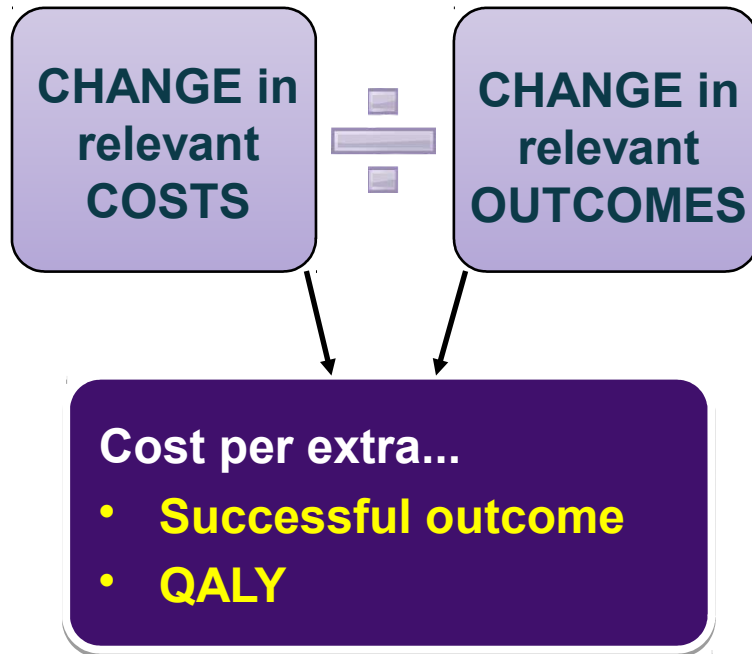 CHANGE in
relevant
COSTS
÷
CHANGE in
relevant
OUTCOMES
Cost per extra...
• Successful outcome
• QALY